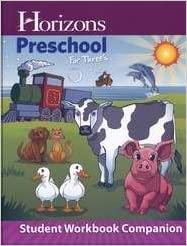 Horizons
Preschool
for Threes
Student Workbook Companion